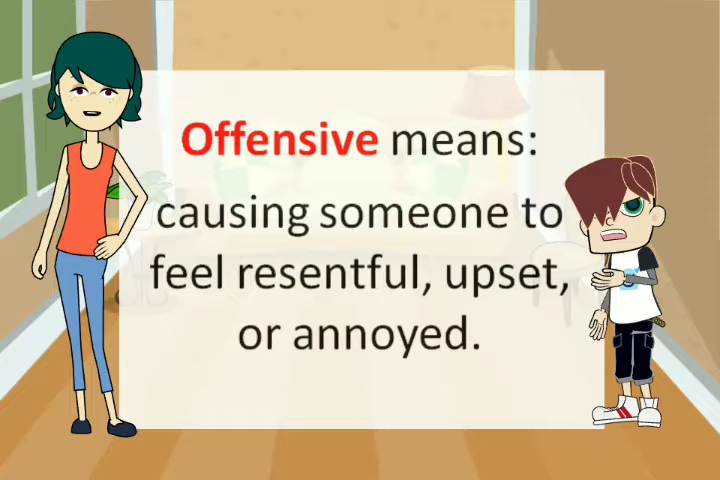 Offensive means:
causing someone to
feel resentful, upset,
or annoyed.